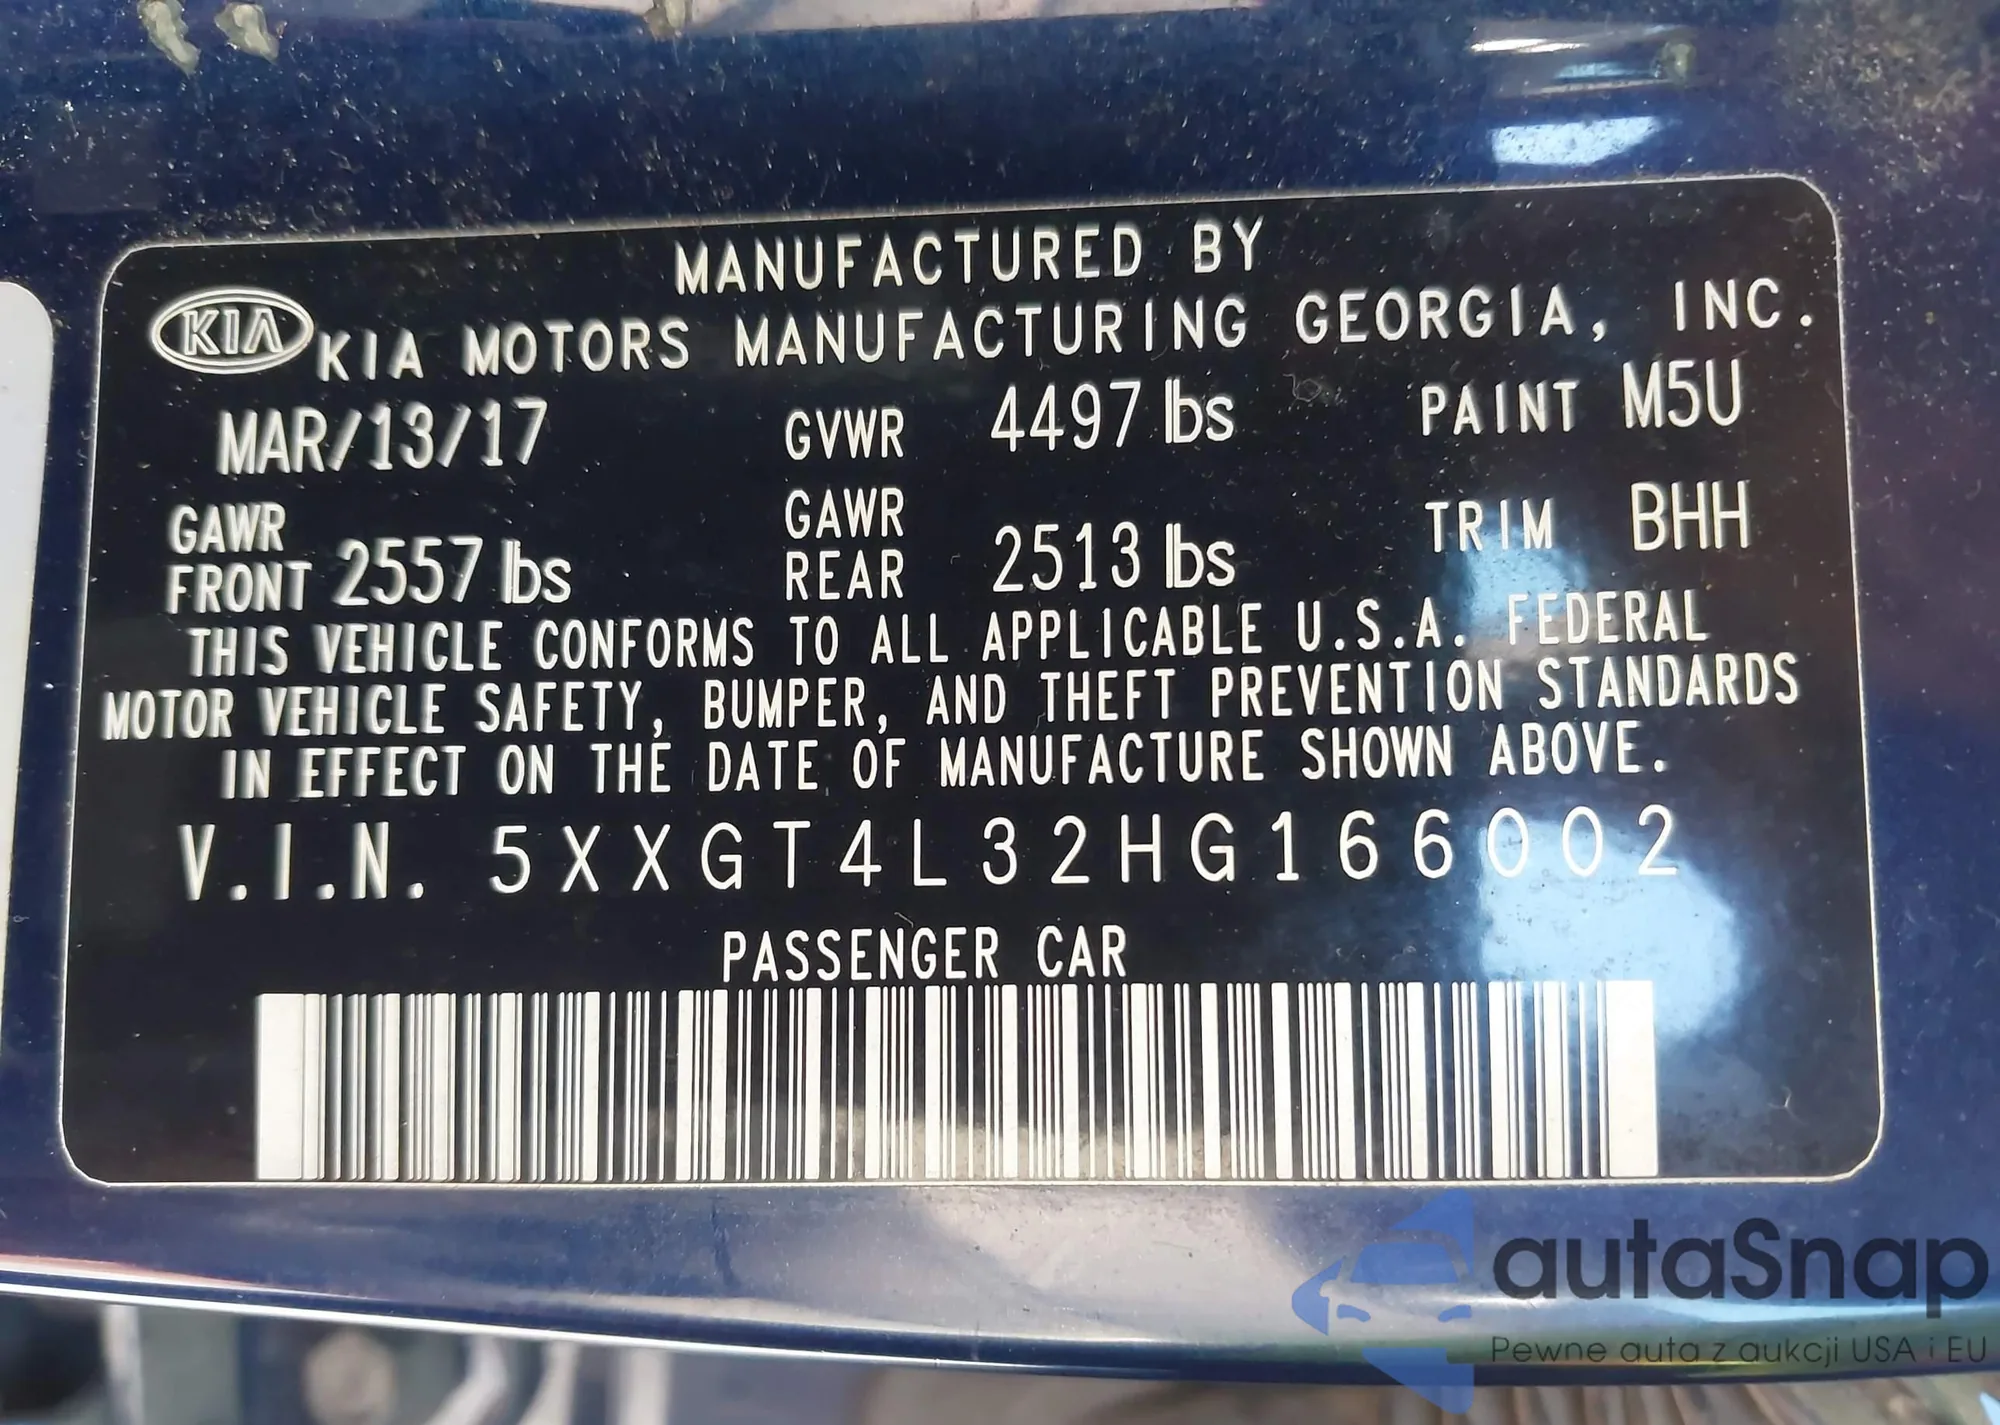 MANUFACTURED BY
KIA KIA MOTORS MANUFACTURING GEORGIA, INC.
MAR/13/17 GVWR 4497 lbs PAINT M5U
GAWR FRONT 2557 lbs GAWR REAR 2513 lbs TRIM BHH
THIS VEHICLE CONFORMS TO ALL APPLICABLE U.S.A. FEDERAL
MOTOR VEHICLE SAFETY, BUMPER, AND THEFT PREVENTION STANDARDS
IN EFFECT ON THE DATE OF MANUFACTURE SHOWN ABOVE.
V.I.N. 5XXGT4L32HG166002
PASSENGER CAR
autaSnap
Pewne auta z aukcji USA i EU